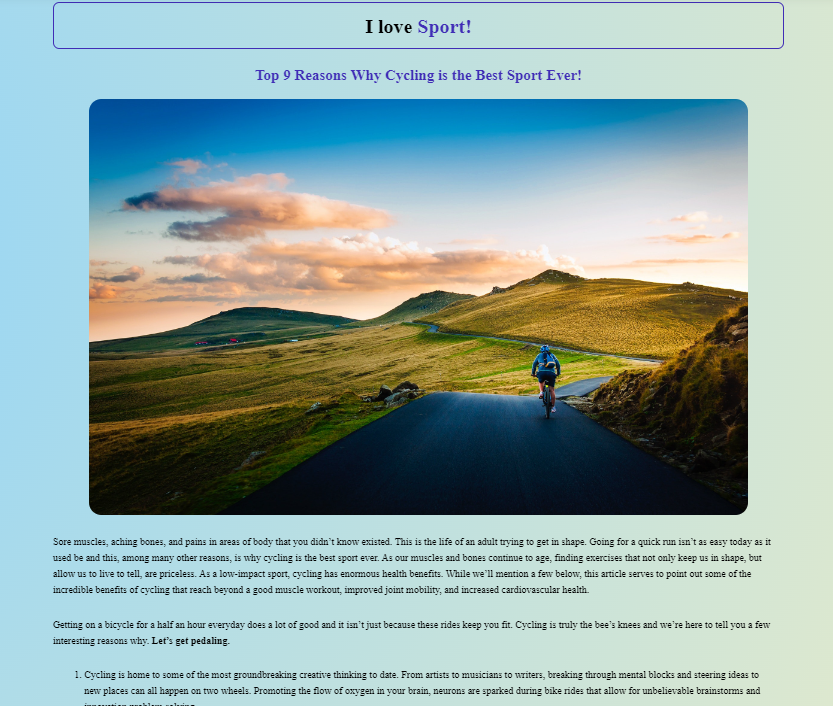 I love Sport!
Top 9 Reasons Why Cycling is the Best Sport Ever!
Sore muscles, aching bones, and pains in areas of body that you didn't know existed. This is the life of an adult trying to get in shape. Going for a quick run isn't as easy today as it
used be and this, among many other reasons, is why cycling is the best sport ever. As our muscles and bones continue to age, finding exercises that not only keep us in shape, but
allow us to live to tell, are priceless. As a low-impact sport, cycling has enormous health benefits. While we'll mention a few below, this article serves to point out some of the
incredible benefits of cycling that reach beyond a good muscle workout, improved joint mobility, and increased cardiovascular health.
Getting on a bicycle for a half an hour everyday does a lot of good and it isn't just because these rides keep you fit. Cycling is truly the bee's knees and we're here to tell you a few
interesting reasons why. Let's get pedaling.
1. Cycling is home to some of the most groundbreaking creative thinking to date. From artists to musicians to writers, breaking through mental blocks and steering ideas to
new places can all happen on two wheels. Promoting the flow of oxygen in your brain, neurons are sparked during bike rides that allow for unbelievable brainstorms and